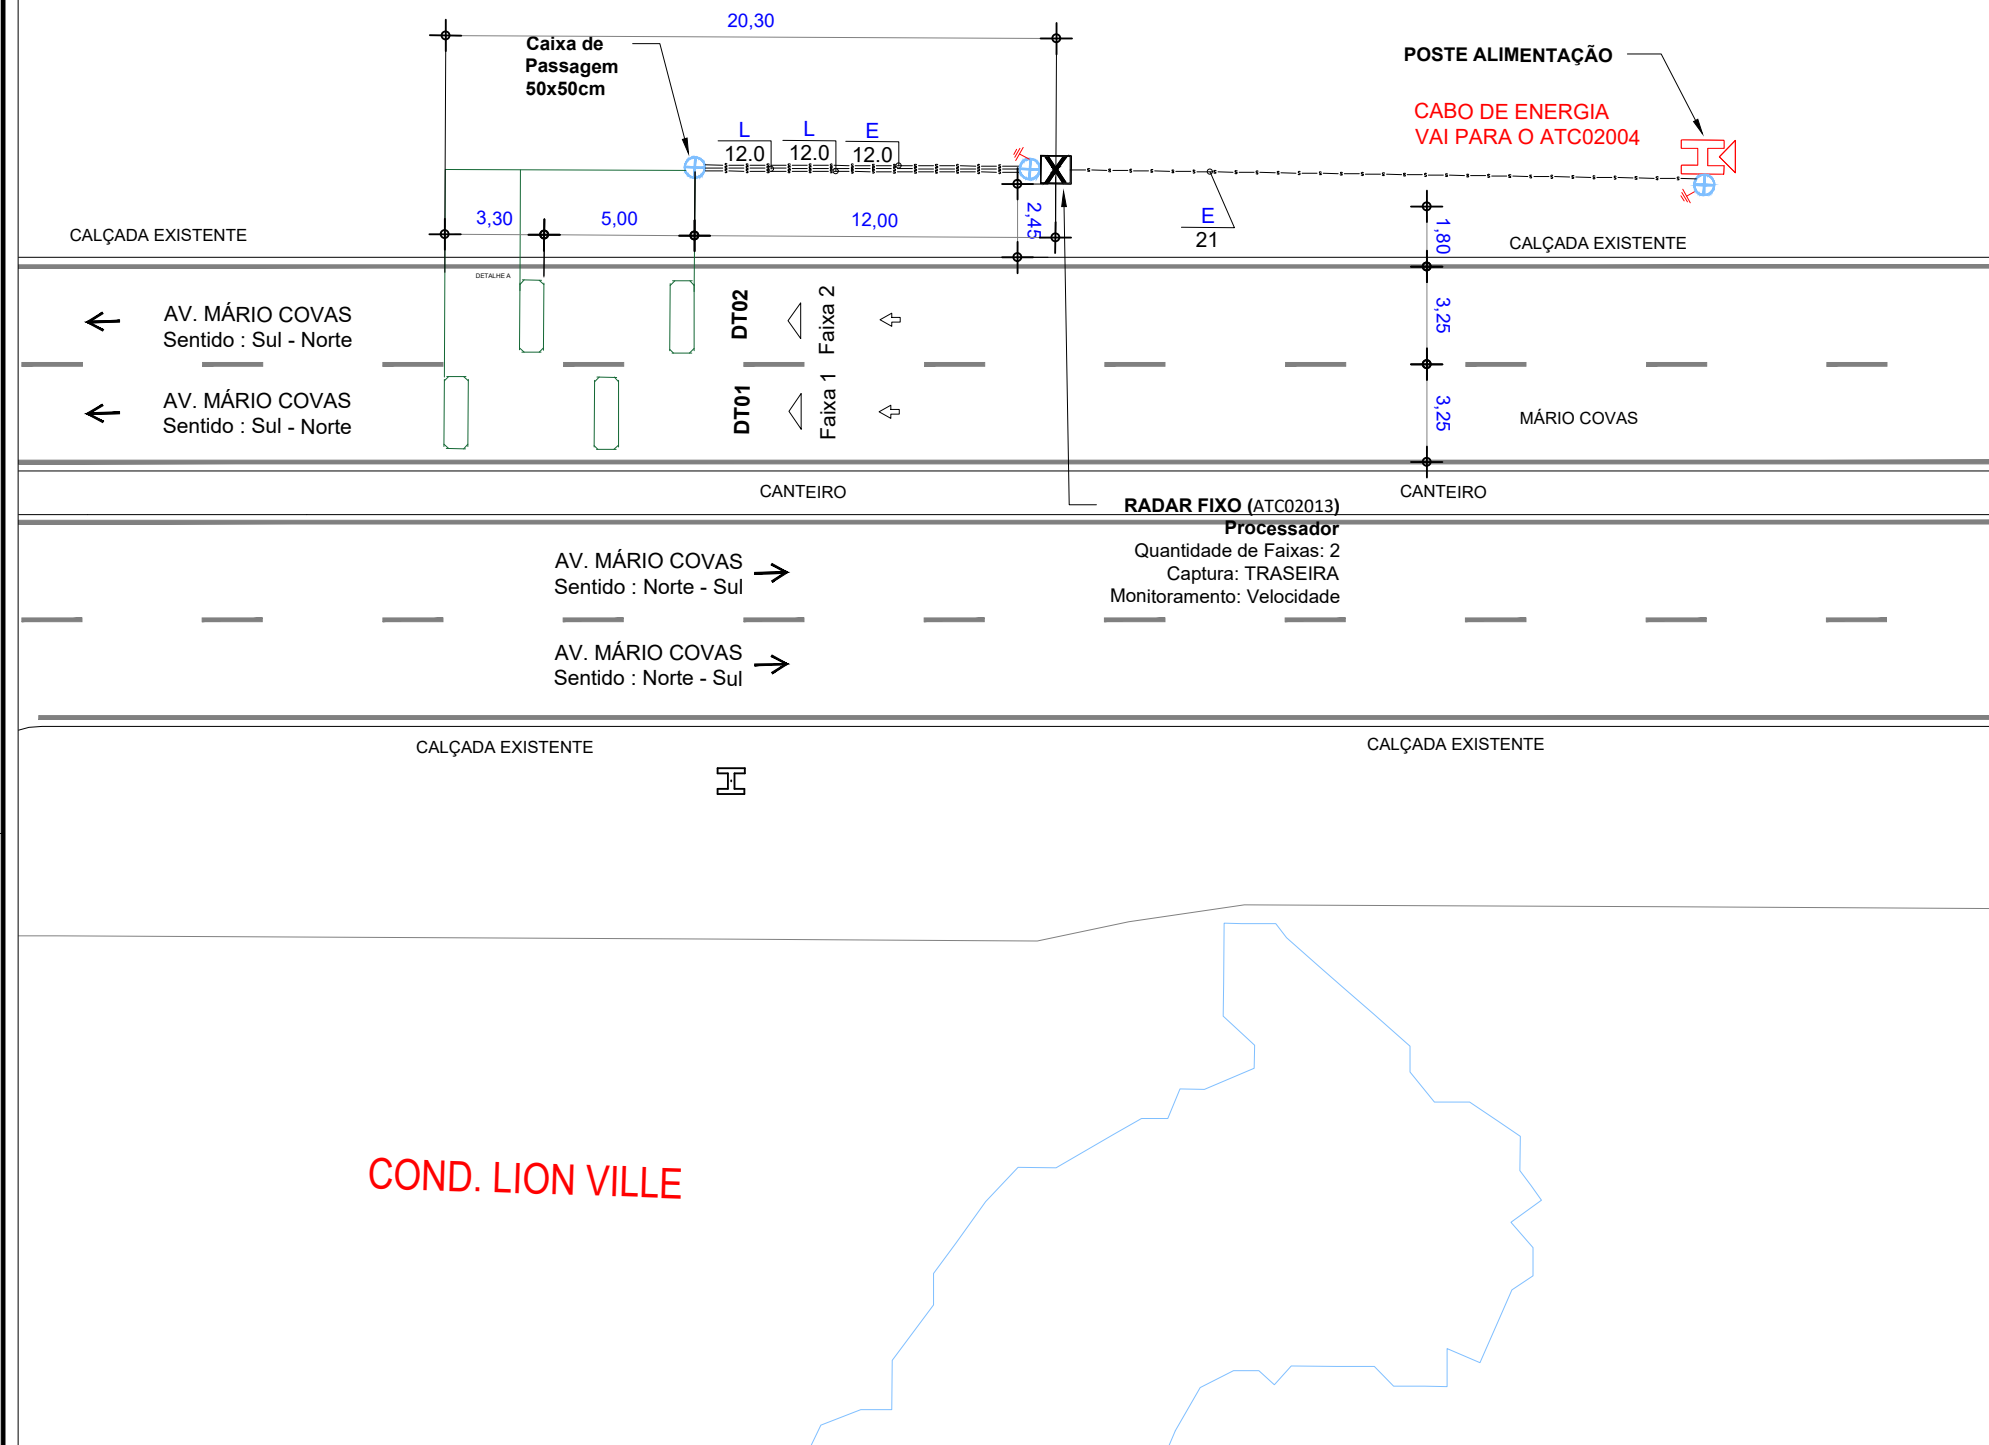 20,30
Caixa de
Passagem
50x50cm
POSTE ALIMENTAÇÃO
CABO DE ENERGIA
VAI PARA O ATC02004
L
12.0
L
12.0
E
12.0
3,30
5,00
12,00
2,45
E
21
1,80
CALÇADA EXISTENTE
CALÇADA EXISTENTE
DETALHE A
AV. MÁRIO COVAS
Sentido : Sul - Norte
DT02
Faixa 2
3,25
AV. MÁRIO COVAS
Sentido : Sul - Norte
DT01
Faixa 1
3,25
MÁRIO COVAS
CANTEIRO
CANTEIRO
RADAR FIXO (ATC02013)
Processador
Quantidade de Faixas: 2
Captura: TRASEIRA
Monitoramento: Velocidade
AV. MÁRIO COVAS
Sentido : Norte - Sul
AV. MÁRIO COVAS
Sentido : Norte - Sul
CALÇADA EXISTENTE
CALÇADA EXISTENTE
COND. LION VILLE